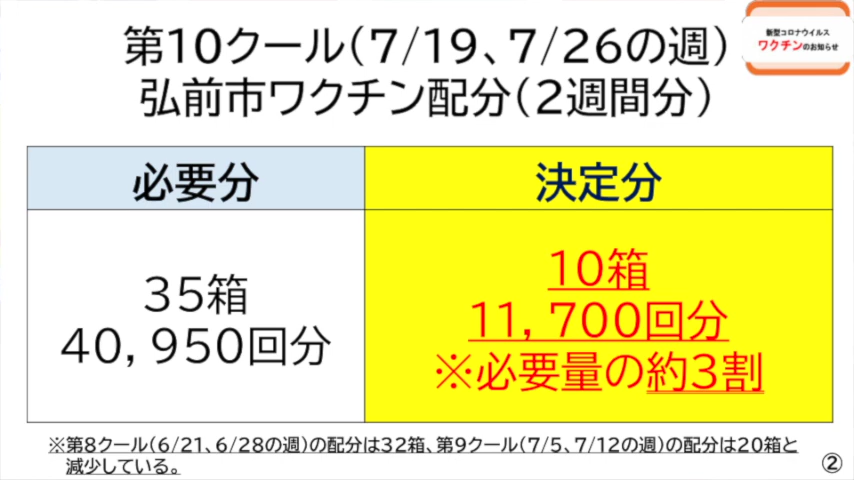 新型コロナウイルス
ワクチンのお知らせ
第10クール(7/19、7/26の週)
弘前市ワクチン配分(2週間分)
必要分
決定分
35箱
40,950回分
10箱
11,700回分
※必要量の約3割
※第8クール(6/21、6/28の週)の配分は32箱、第9クール(7/5、7/12の週)の配分は20箱と
減少している。
②